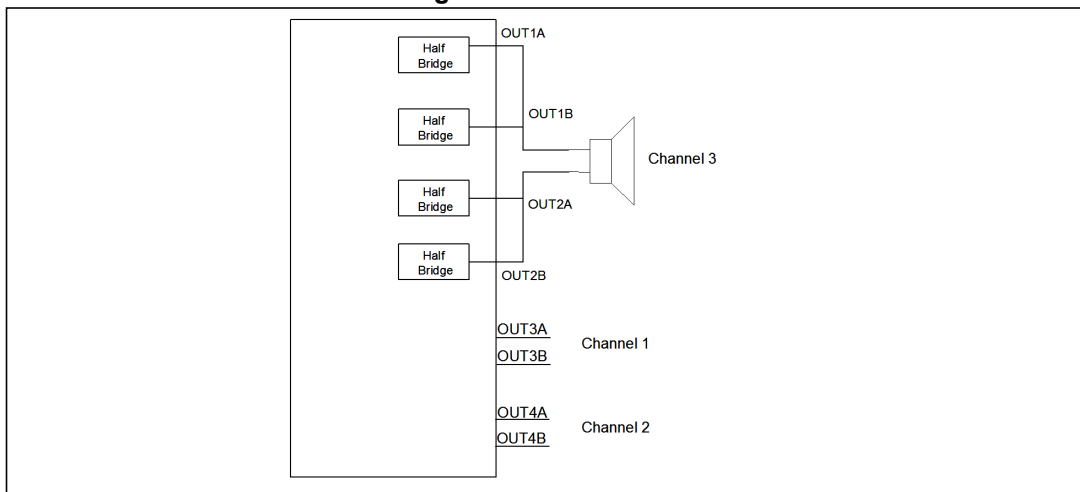 g
OUT1A
Half
Bridge
OUT1B
Half
Bridge
Channel 3
Half
Bridge
OUT2A
Half
Bridge
OUT2B
OUT3A
Channel 1
OUT3B
OUT4A
Channel 2
OUT4B